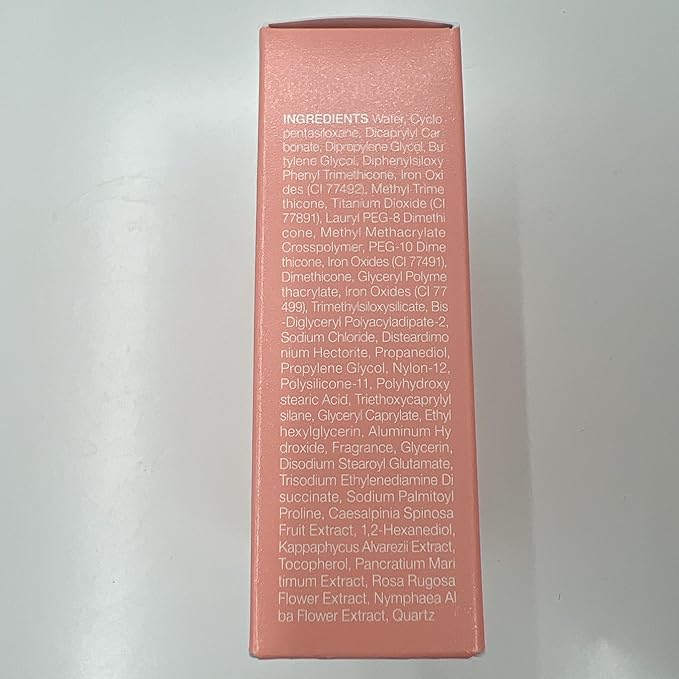 INGREDIENTS Water, Cyclo
pentasiloxane, Dicaprylyl Car
bonate, Dipropylene Glycol, Bu
tylene Glycol, Diphenylsiloxy
Phenyl Trimethicone, Iron Oxi
des (CI 77492), Methyl Trime
thicone, Titanium Dioxide (CI
77891), Lauryl PEG-8 Dimethi
cone, Methyl Methacrylate
Crosspolymer, PEG-10 Dime
thicone, Iron Oxides (CI 77491),
Dimethicone, Glyceryl Polyme
thacrylate, Iron Oxides (CI 77
499), Trimethylsiloxysilicate, Bis
-Diglyceryl Polyacyladipate-2,
Sodium Chloride, Disteardimo
nium Hectorite, Propanediol,
Propylene Glycol, Nylon-12,
Polysilicone-11, Polyhydroxy
stearic Acid, Triethoxycaprylyl
silane, Glyceryl Caprylate, Ethyl
hexylglycerin, Aluminum Hy
droxide, Fragrance, Glycerin,
Disodium Stearoyl Glutamate,
Trisodium Ethylenediamine Di
succinate, Sodium Palmitoyl
Proline, Caesalpinia Spinosa
Fruit Extract, 1,2-Hexanediol,
Kappaphycus Alvarezii Extract,
Tocopherol, Pancratium Mari
timum Extract, Rosa Rugosa
Flower Extract, Nymphaea Al
ba Flower Extract, Quartz